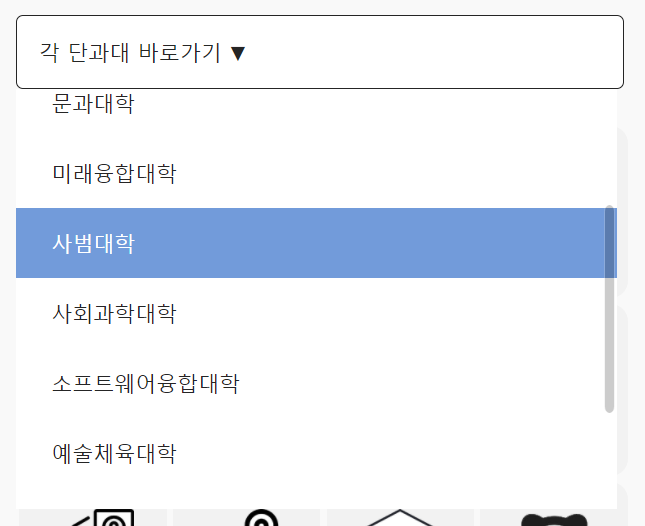 각 단과대 바로가기 ▼
문과대학
미래융합대학
사범대학
사회과학대학
소프트웨어융합대학
예술체육대학